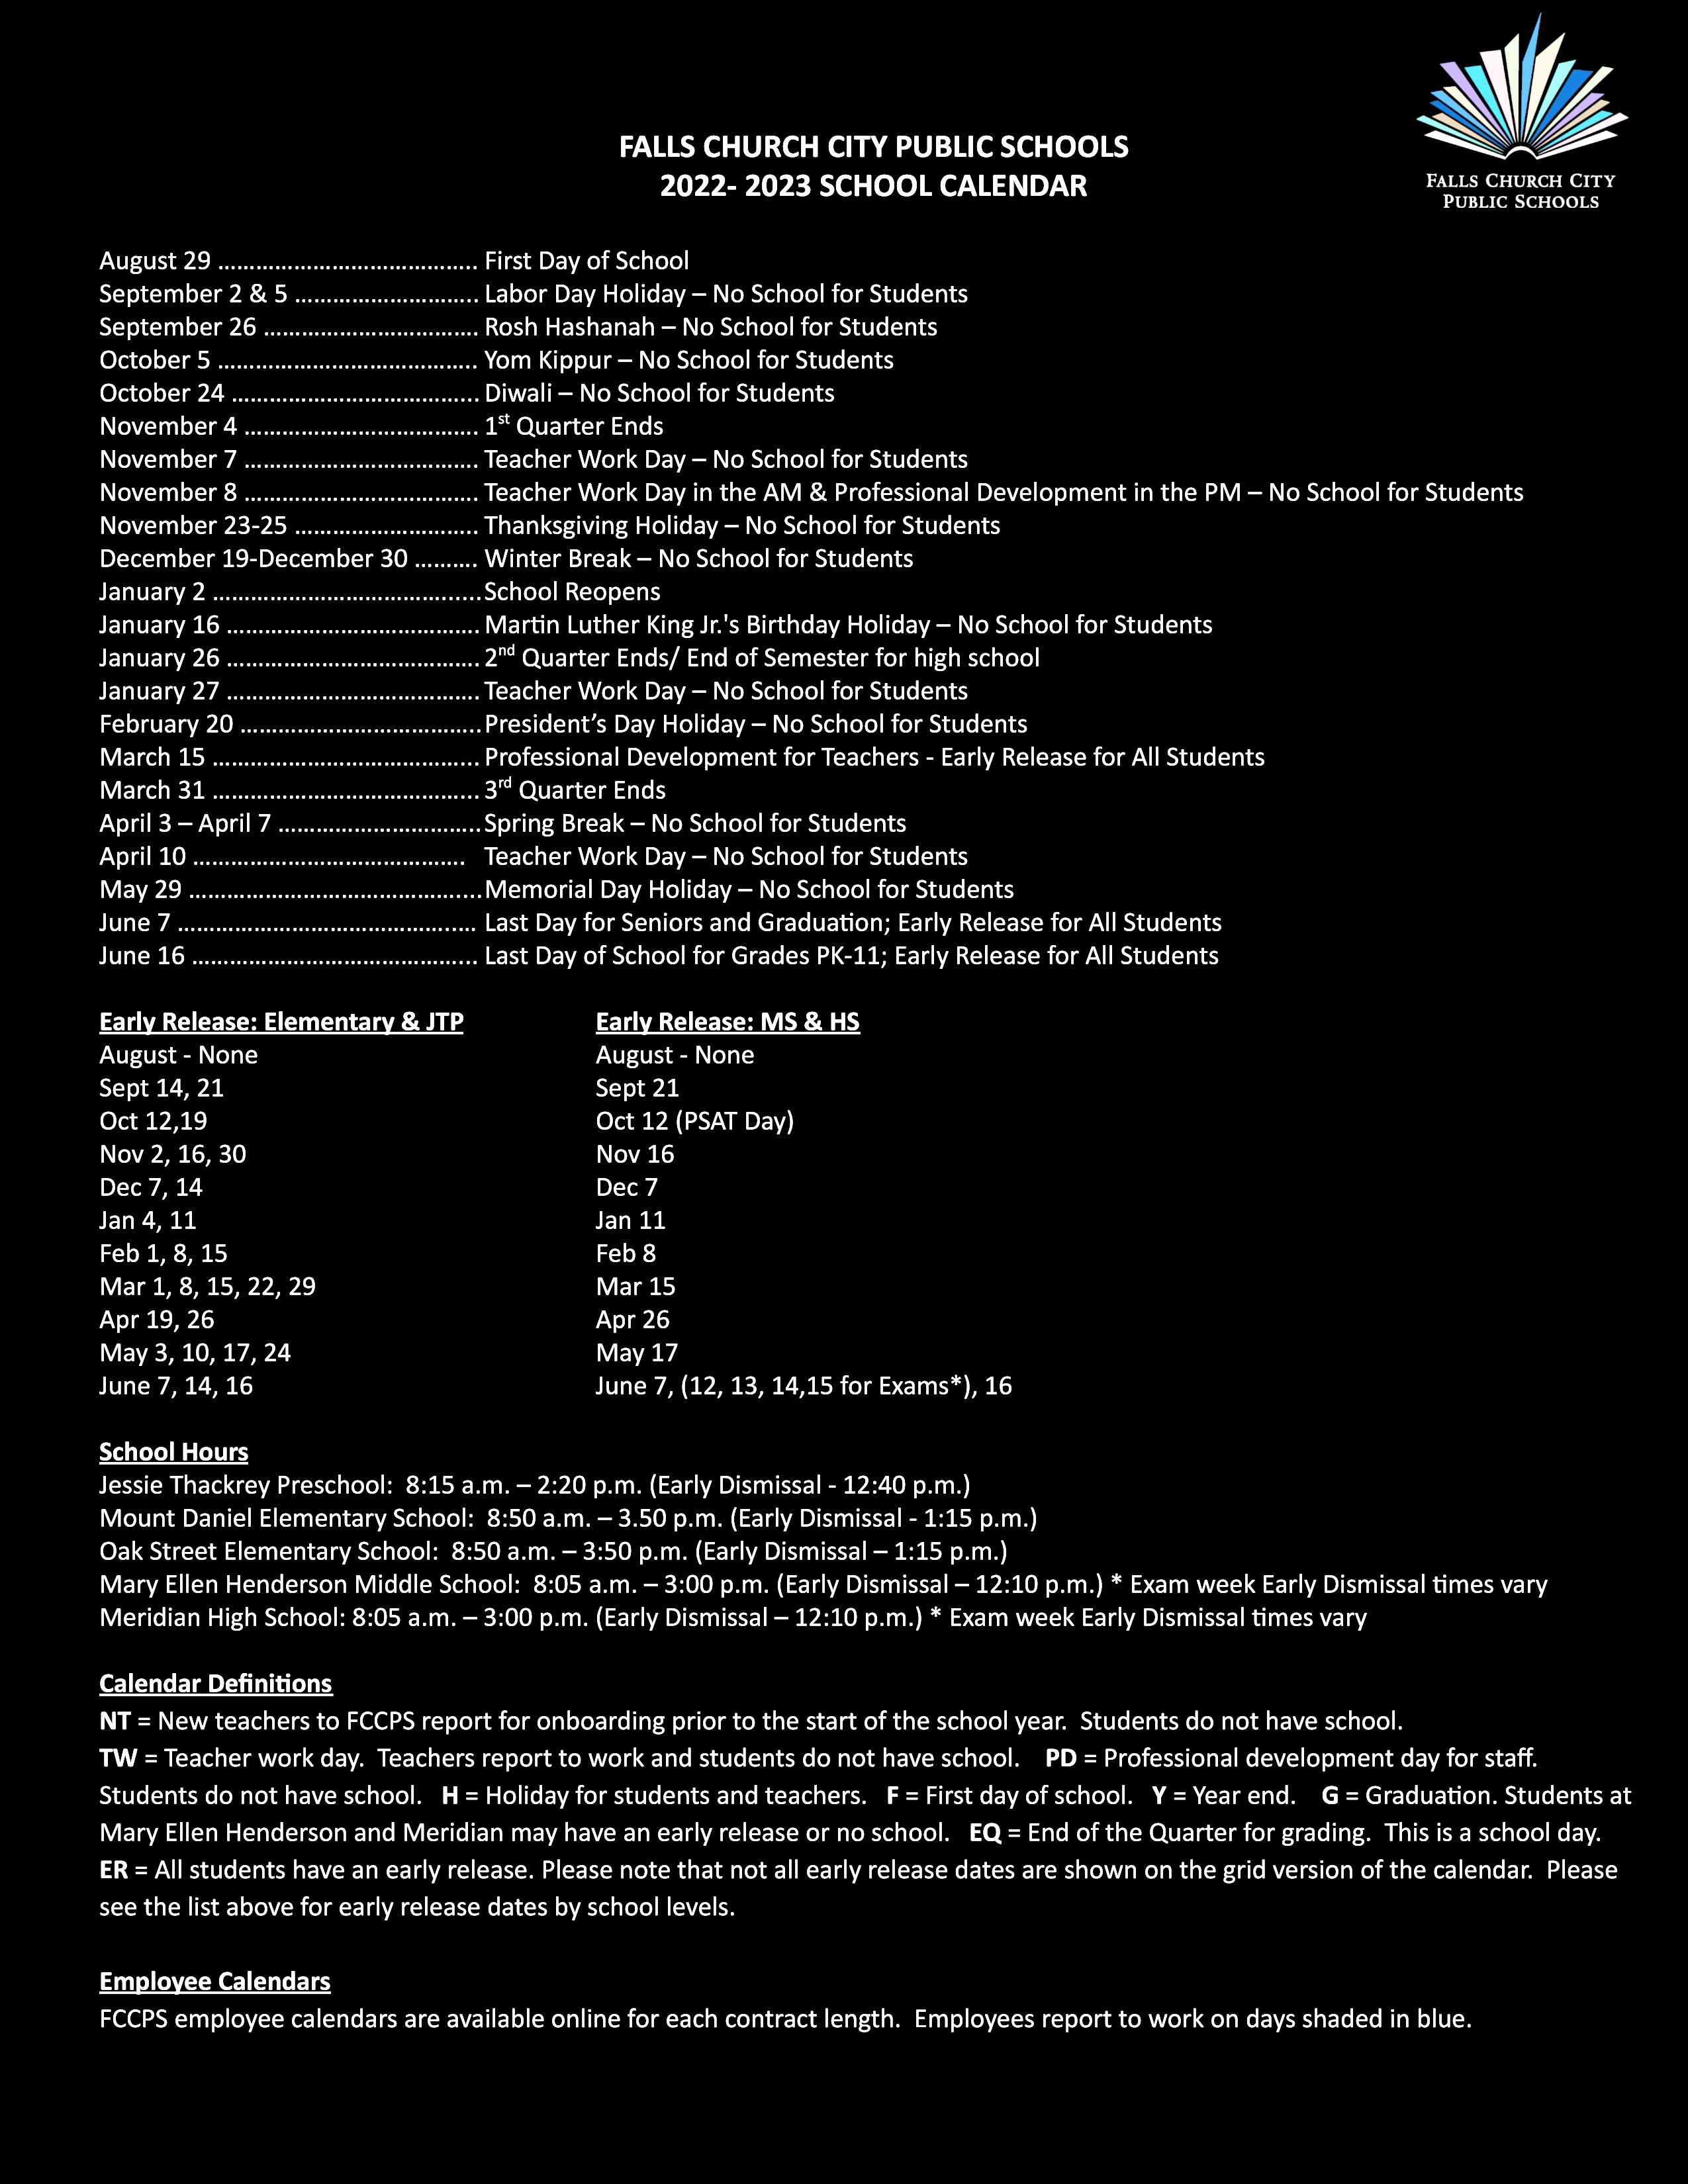 FALLS CHURCH CITY PUBLIC SCHOOLS
2022- 2023 SCHOOL CALENDAR
FALLS CHURCH CITY
PUBLIC SCHOOLS
August 29 ………………………………….. First Day of School
September 2 & 5 ……………………….. Labor Day Holiday – No School for Students
September 26 ……………………………. Rosh Hashanah – No School for Students
October 5 ………………………………….. Yom Kippur – No School for Students
October 24 ………………………………… Diwali – No School for Students
November 4 ………………………………. 1st Quarter Ends
November 7 ………………………………. Teacher Work Day – No School for Students
November 8 ………………………………. Teacher Work Day in the AM & Professional Development in the PM – No School for Students
November 23-25 ……………………….. Thanksgiving Holiday – No School for Students
December 19-December 30 ………. Winter Break – No School for Students
January 2 …………………………………….School Reopens
January 16 …………………………………. Martin Luther King Jr.'s Birthday Holiday – No School for Students
January 26 …………………………………. 2nd Quarter Ends/ End of Semester for high school
January 27 …………………………………. Teacher Work Day – No School for Students
February 20 ………………………………..President’s Day Holiday – No School for Students
March 15 …………………………………… Professional Development for Teachers - Early Release for All Students
March 31 …………………………………… 3rd Quarter Ends
April 3 – April 7 …………………………..Spring Break – No School for Students
April 10 ……………………………………. Teacher Work Day – No School for Students
May 29 ……………………………………….Memorial Day Holiday – No School for Students
June 7 ………………………………………… Last Day for Seniors and Graduation; Early Release for All Students
June 16 ………………………………………. Last Day of School for Grades PK-11; Early Release for All Students
Early Release: Elementary & JTP
August - None
Sept 14, 21
Oct 12,19
Nov 2, 16, 30
Dec 7, 14
Jan 4, 11
Feb 1, 8, 15
Mar 1, 8, 15, 22, 29
Apr 19, 26
May 3, 10, 17, 24
June 7, 14, 16
Early Release: MS & HS
August - None
Sept 21
Oct 12 (PSAT Day)
Nov 16
Dec 7
Jan 11
Feb 8
Mar 15
Apr 26
May 17
June 7, (12, 13, 14,15 for Exams*), 16
School Hours
Jessie Thackrey Preschool: 8:15 a.m. – 2:20 p.m. (Early Dismissal - 12:40 p.m.)
Mount Daniel Elementary School: 8:50 a.m. – 3.50 p.m. (Early Dismissal - 1:15 p.m.)
Oak Street Elementary School: 8:50 a.m. – 3:50 p.m. (Early Dismissal – 1:15 p.m.)
Mary Ellen Henderson Middle School: 8:05 a.m. – 3:00 p.m. (Early Dismissal – 12:10 p.m.) * Exam week Early Dismissal times vary
Meridian High School: 8:05 a.m. – 3:00 p.m. (Early Dismissal – 12:10 p.m.) * Exam week Early Dismissal times vary
Calendar Definitions
NT = New teachers to FCCPS report for onboarding prior to the start of the school year. Students do not have school.
TW = Teacher work day. Teachers report to work and students do not have school. PD = Professional development day for staff.
Students do not have school. H = Holiday for students and teachers. F = First day of school. Y = Year end. G = Graduation. Students at
Mary Ellen Henderson and Meridian may have an early release or no school. EQ = End of the Quarter for grading. This is a school day.
ER = All students have an early release. Please note that not all early release dates are shown on the grid version of the calendar. Please
see the list above for early release dates by school levels.
Employee Calendars
FCCPS employee calendars are available online for each contract length. Employees report to work on days shaded in blue.